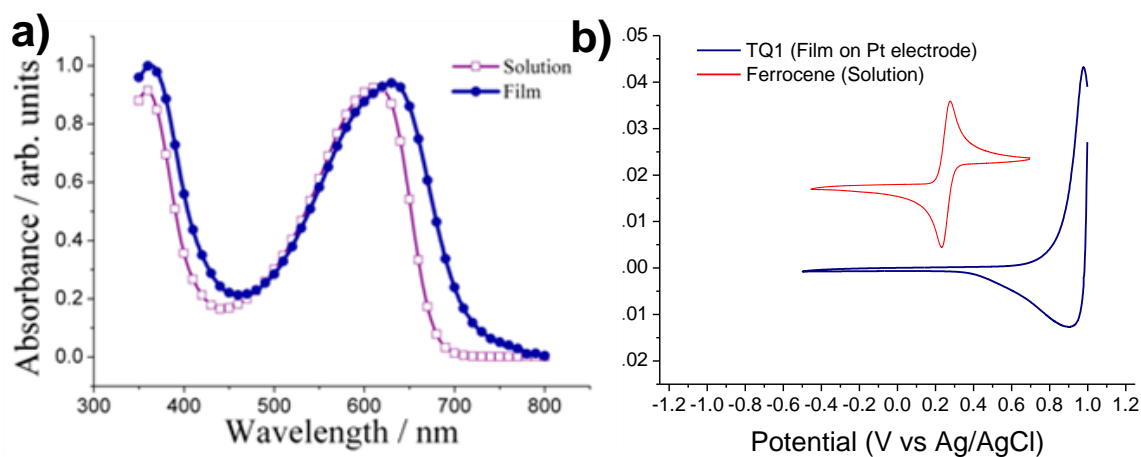 a)
Absorbance / arb. units
1.0
0.8
0.6
0.4
0.2
0.0
Solution
Film
300 400 500 600 700 800
Wavelength / nm
b)
.05
.04
.03
.02
.01
.00
.01
.02
TQ1 (Film on Pt electrode)
Ferrocene (Solution)
-1.2 -1.0 -0.8 -0.6 -0.4 -0.2 0.0 0.2 0.4 0.6 0.8 1.0 1.2
Potential (V vs Ag/AgCl)